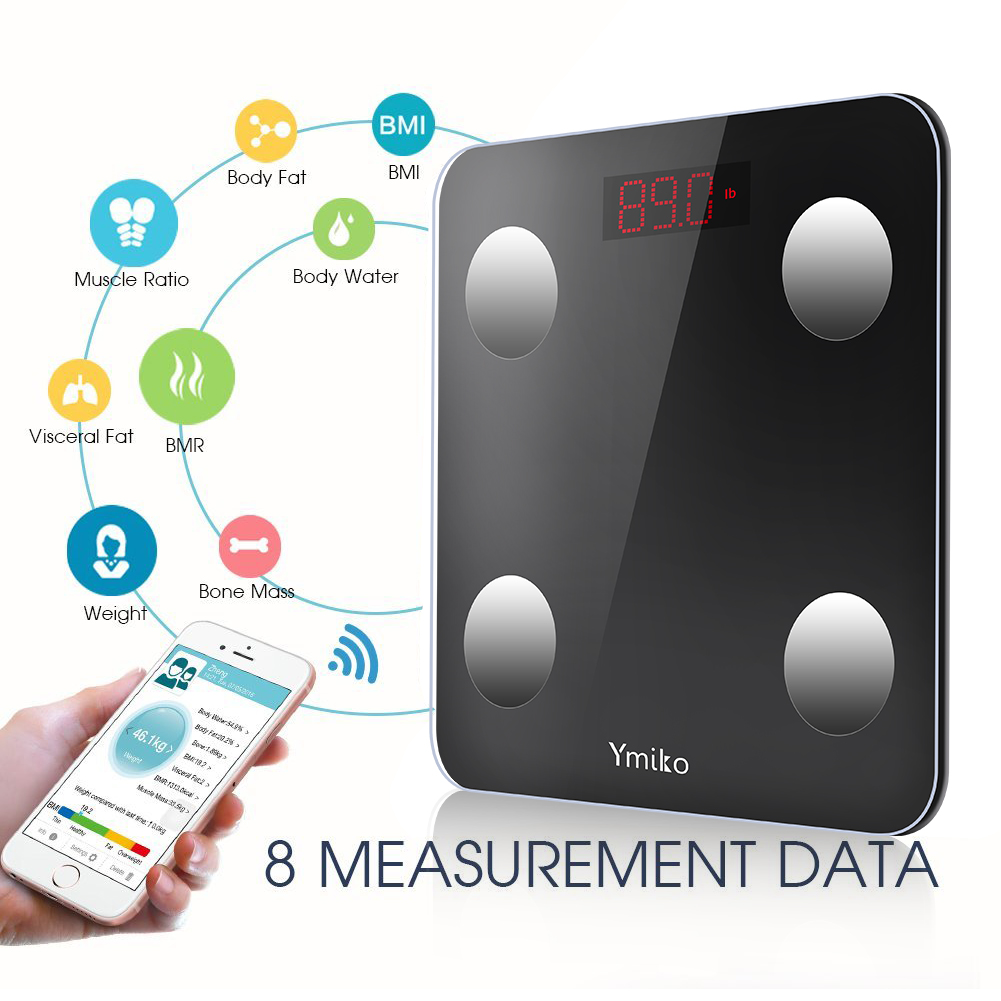 BMI
Body Fat
BMI
89.0 lb
Muscle Ratio
Body Water
Visceral Fat
BMR
Bone Mass
Weight
Zheng
Body Water:54.9% >
Body Fat:20.2% >
Bone:1.89kg >
46.1kg
BMI:19.2 >
Weight
Visceral Fat:2 >
BMR:1313.0kcal >
Muscle Mass:35.5kg >
Weight compared with last time:↑0.0kg
BMI 19.2
Thin Healthy Fat Overweight
Info Settings Delete
Ymiko
8 MEASUREMENT DATA